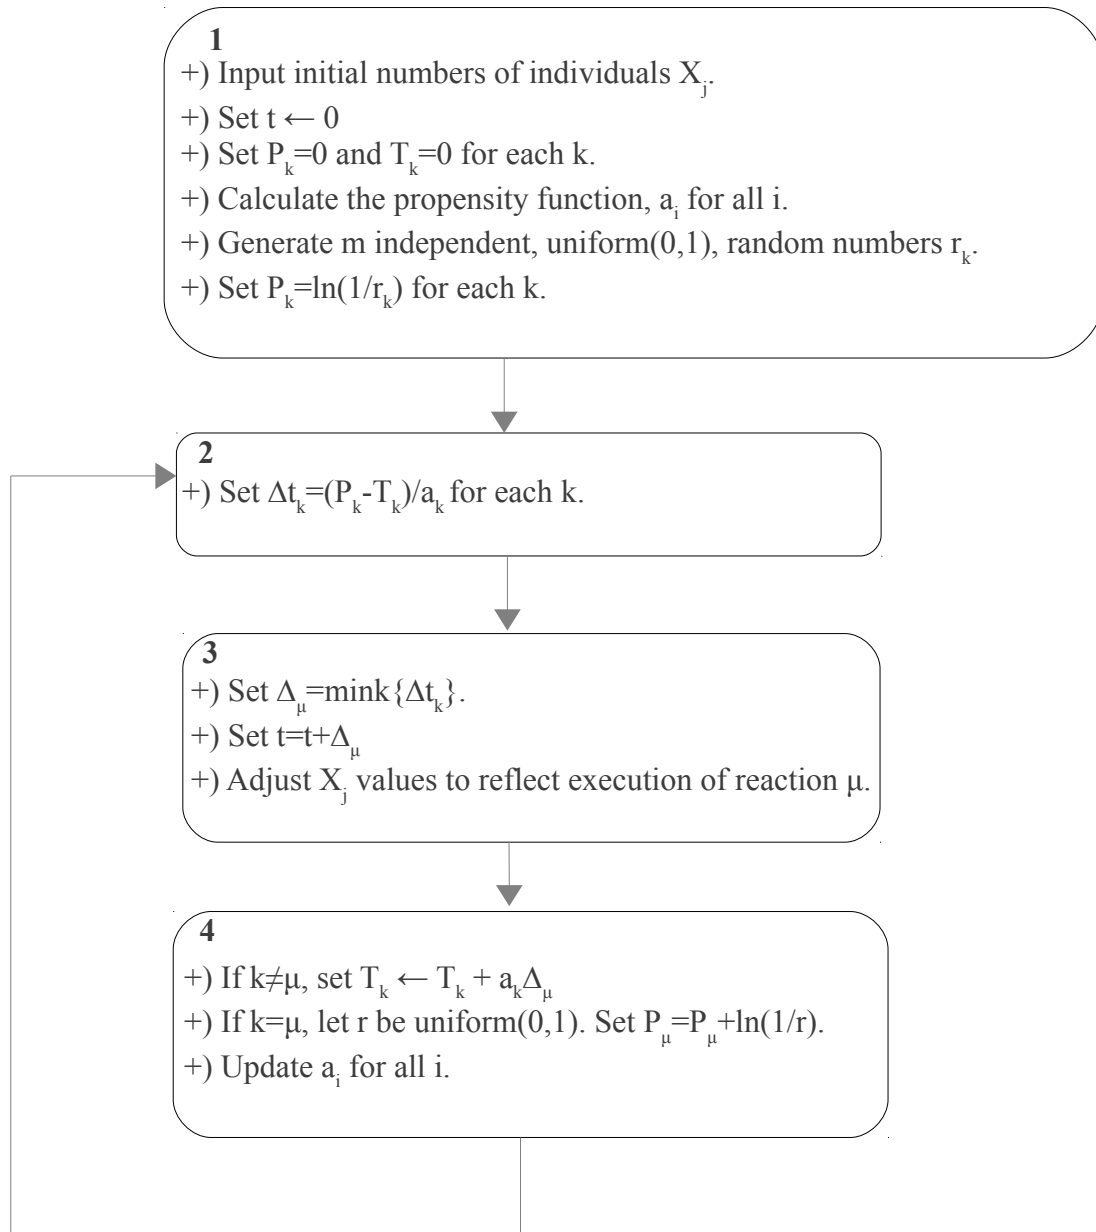 1
+) Input initial numbers of individuals X_j.
+) Set t ← 0
+) Set P_k=0 and T_k=0 for each k.
+) Calculate the propensity function, a_i for all i.
+) Generate m independent, uniform(0,1), random numbers r_k.
+) Set P_k=ln(1/r_k) for each k.
2
+) Set Δt_k=(P_k-T_k)/a_k for each k.
3
+) Set Δ_μ=mink{Δt_k}.
+) Set t=t+Δ_μ
+) Adjust X_j values to reflect execution of reaction μ.
4
+) If k≠μ, set T_k ← T_k + a_kΔ_μ
+) If k=μ, let r be uniform(0,1). Set P_μ=P_μ+ln(1/r).
+) Update a_i for all i.